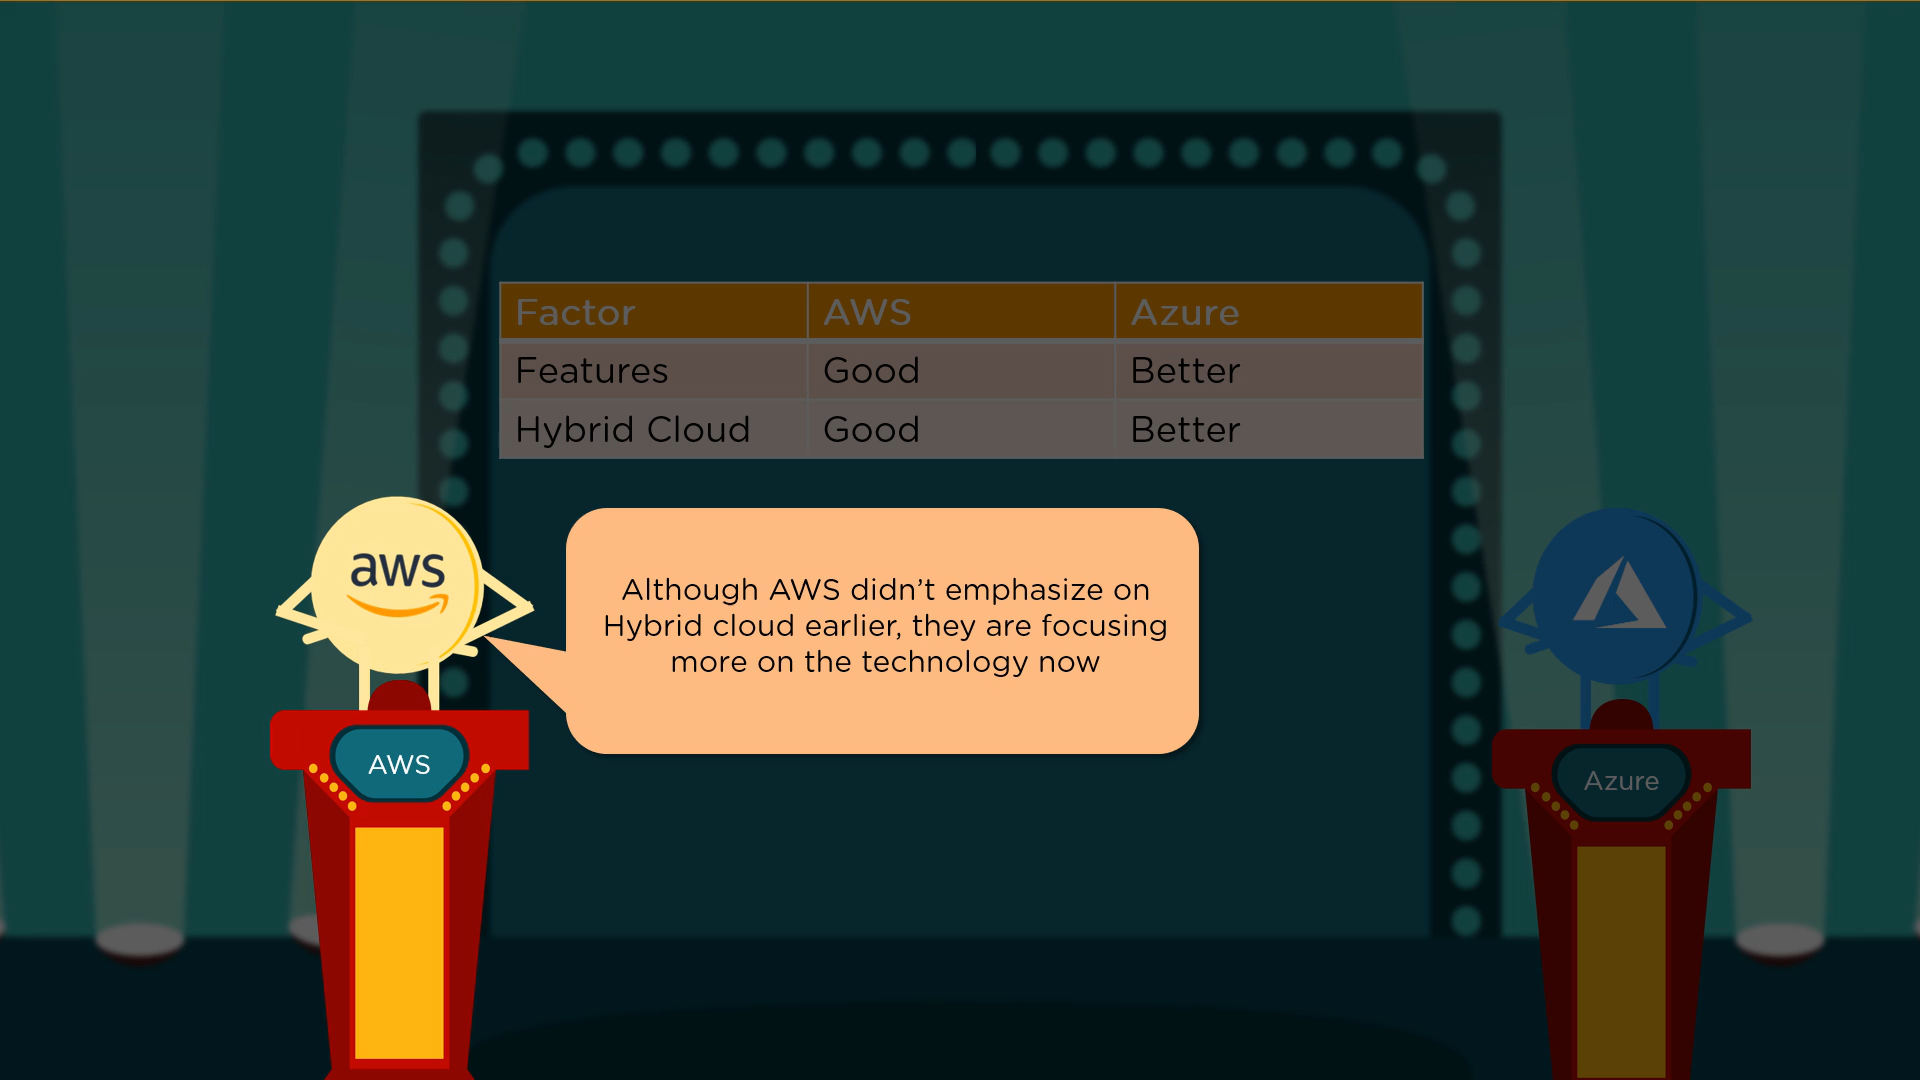 Factor AWS Azure
Features Good Better
Hybrid Cloud Good Better
aws
Although AWS didn’t emphasize on
Hybrid cloud earlier, they are focusing
more on the technology now
AWS
Azure